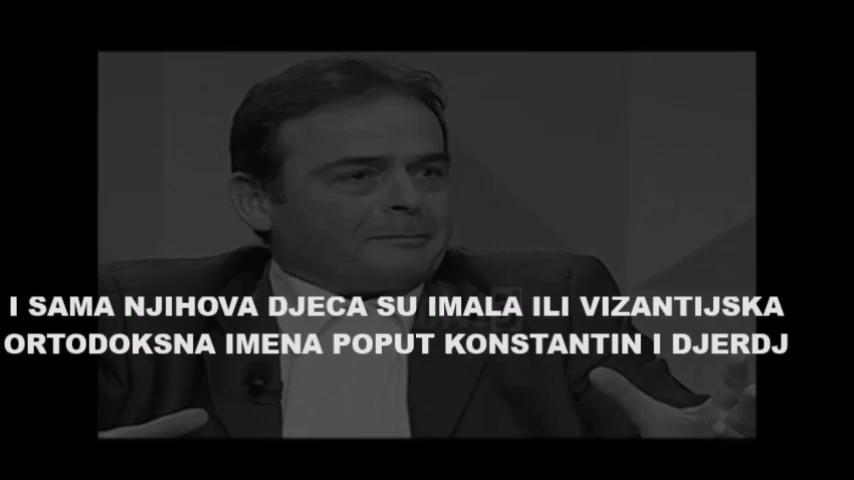 I SAMA NJIHOVA DJECA SU IMALA ILI VIZANTIJSKA
ORTODOKSNA IMENA POPUT KONSTANTIN I DJERDJ